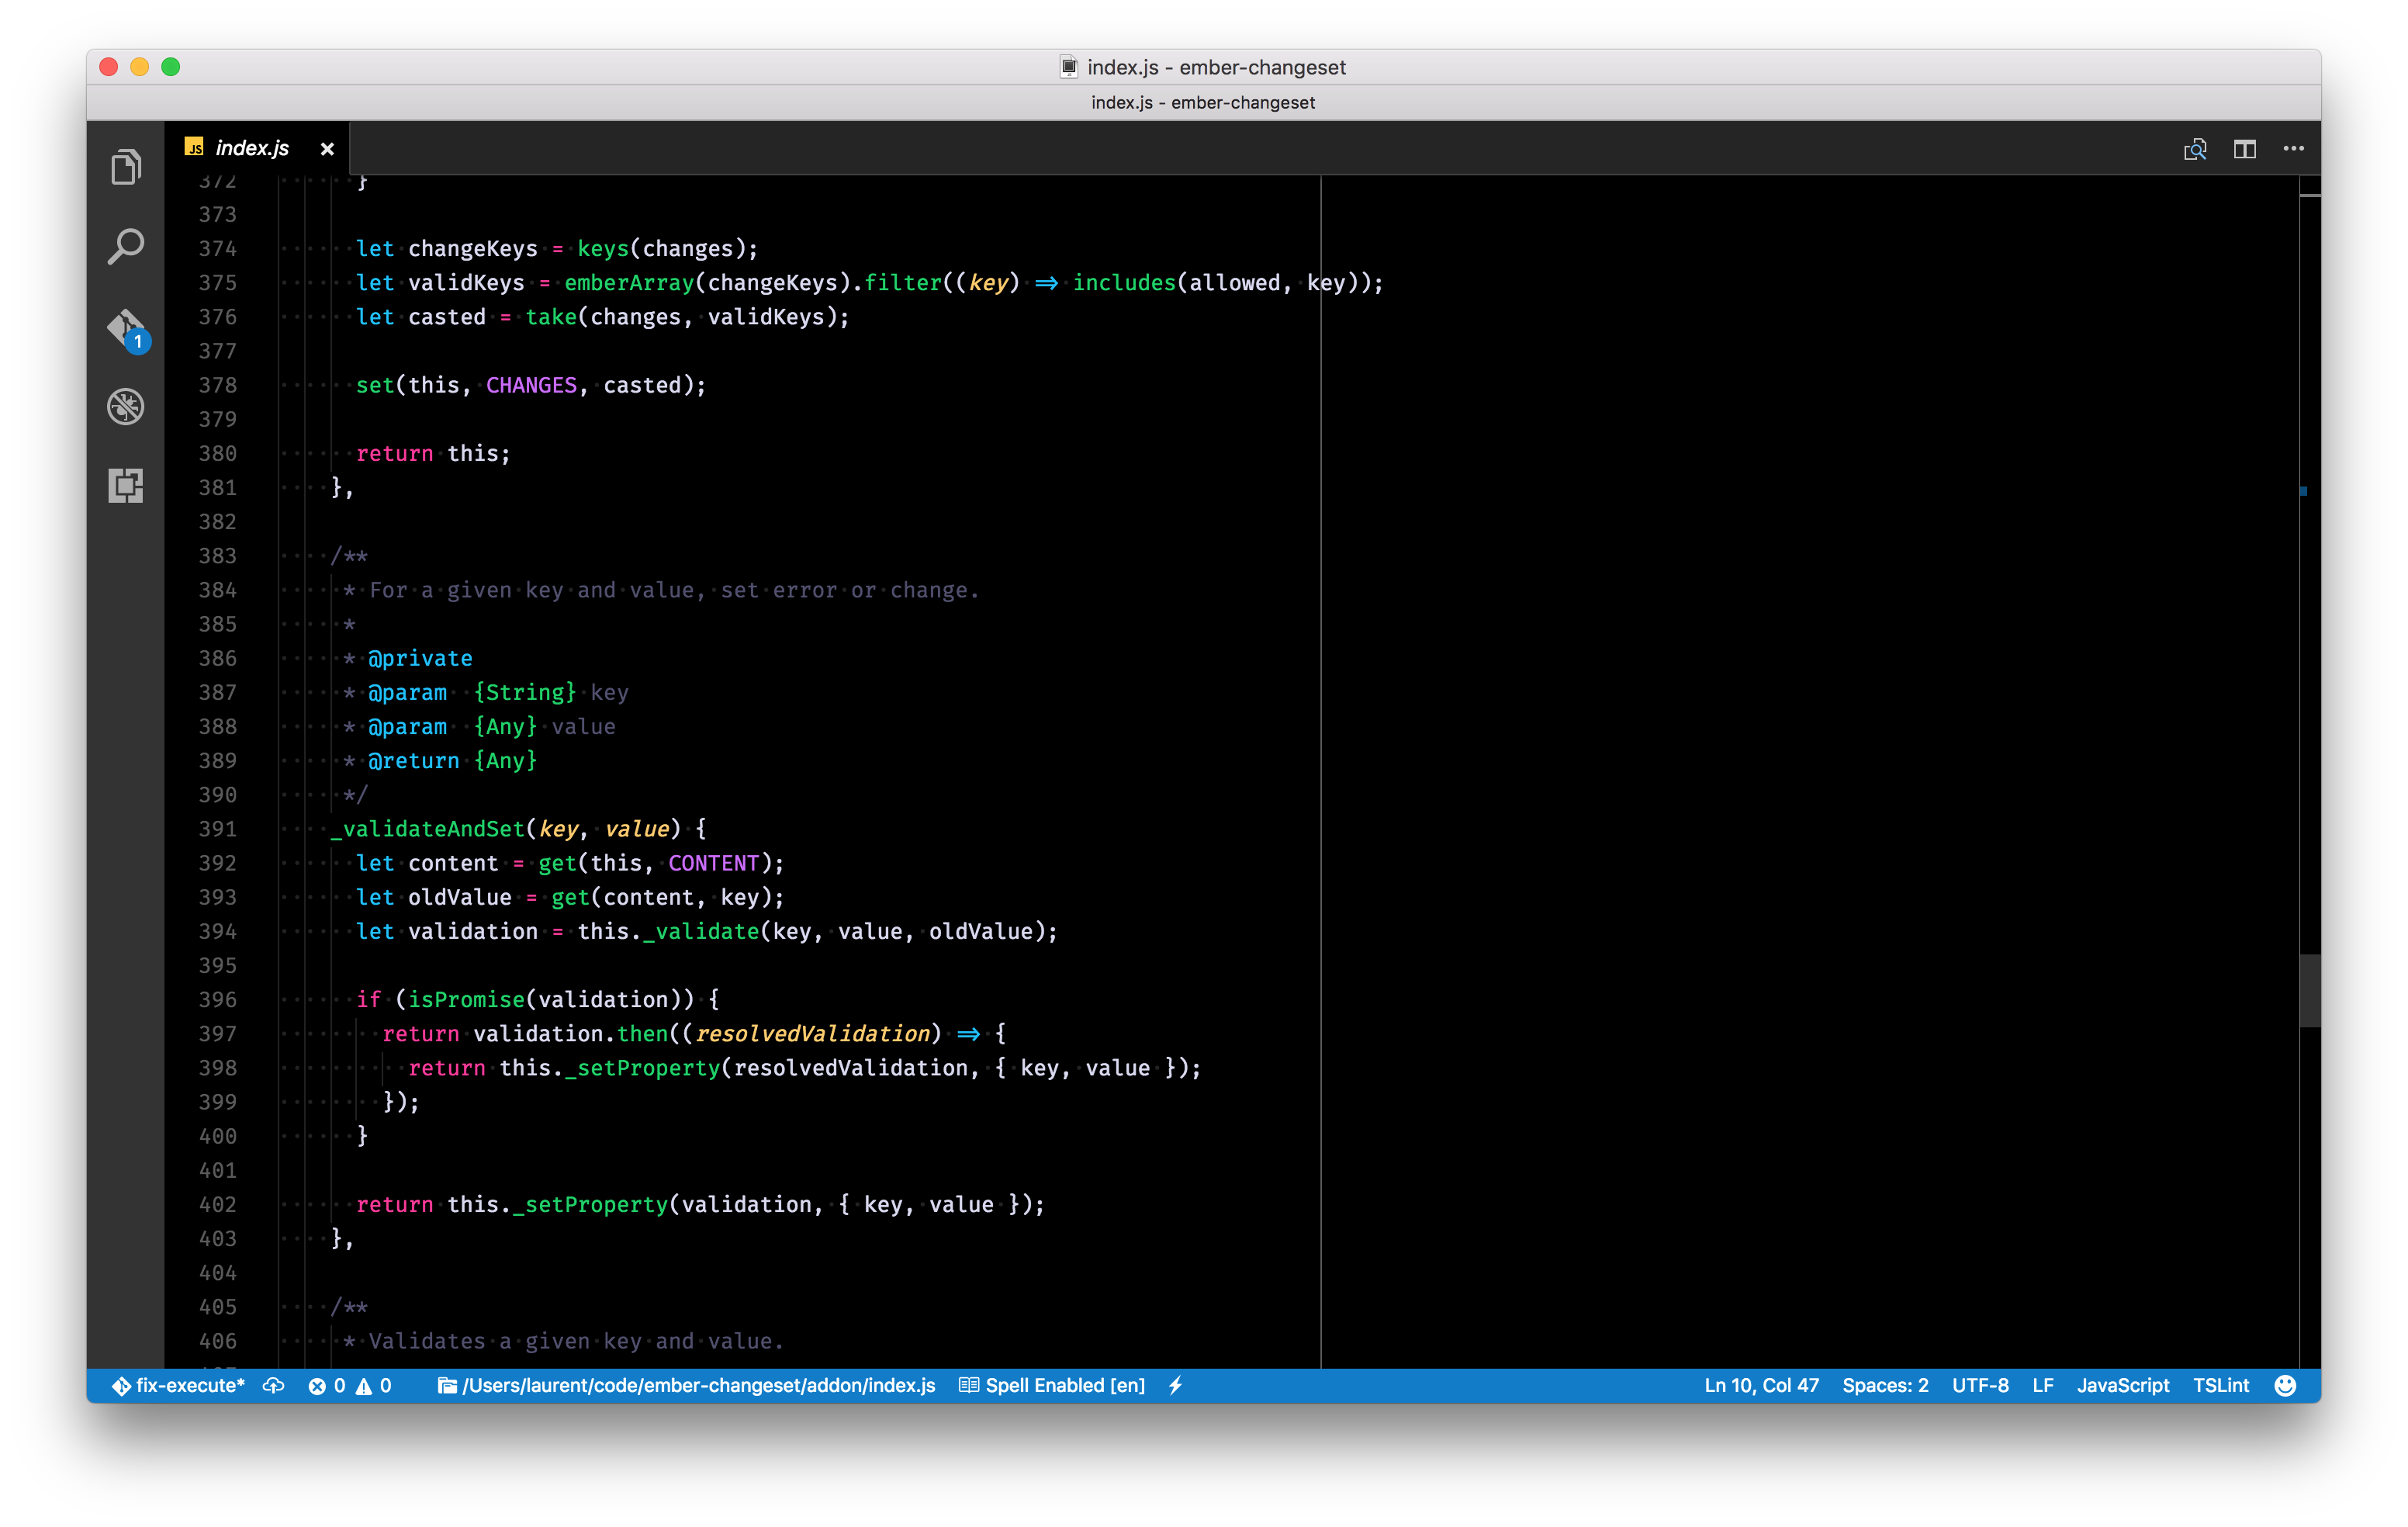 index.js - ember-changeset
index.js - ember-changeset
JS index.js
372 }
373
374 let changeKeys = keys(changes);
375 let validKeys = emberArray(changeKeys).filter((key) => includes(allowed, key));
376 let casted = take(changes, validKeys);
377
378 set(this, CHANGES, casted);
379
380 return this;
381 },
382
383 /**
384 * For a given key and value, set error or change.
385 *
386 * @private
387 * @param  {String} key
388 * @param  {Any} value
389 * @return {Any}
390 */
391 _validateAndSet(key, value) {
392 let content = get(this, CONTENT);
393 let oldValue = get(content, key);
394 let validation = this._validate(key, value, oldValue);
395
396 if (isPromise(validation)) {
397 return validation.then((resolvedValidation) => {
398 return this._setProperty(resolvedValidation, { key, value });
399 });
400 }
401
402 return this._setProperty(validation, { key, value });
403 },
404
405 /**
406 * Validates a given key and value.
1
fix-execute* 0 0 /Users/laurent/code/ember-changeset/addon/index.js Spell Enabled [en] Ln 10, Col 47 Spaces: 2 UTF-8 LF JavaScript TSLint